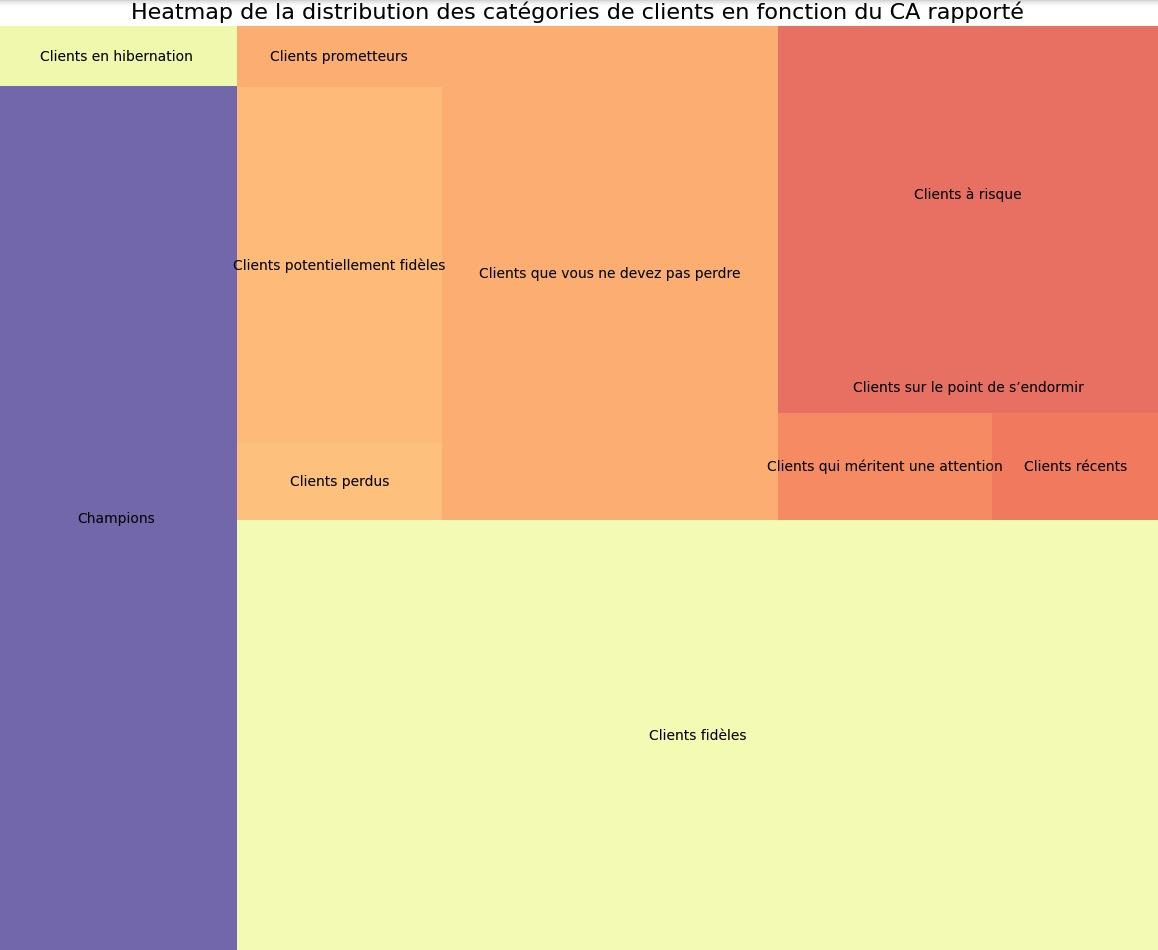 Heatmap de la distribution des catégories de clients en fonction du CA rapporté
Clients en hibernation
Clients prometteurs
Clients à risque
Clients potentiellement fidèles
Clients que vous ne devez pas perdre
Clients sur le point de s’endormir
Clients qui méritent une attention
Clients récents
Clients perdus
Champions
Clients fidèles